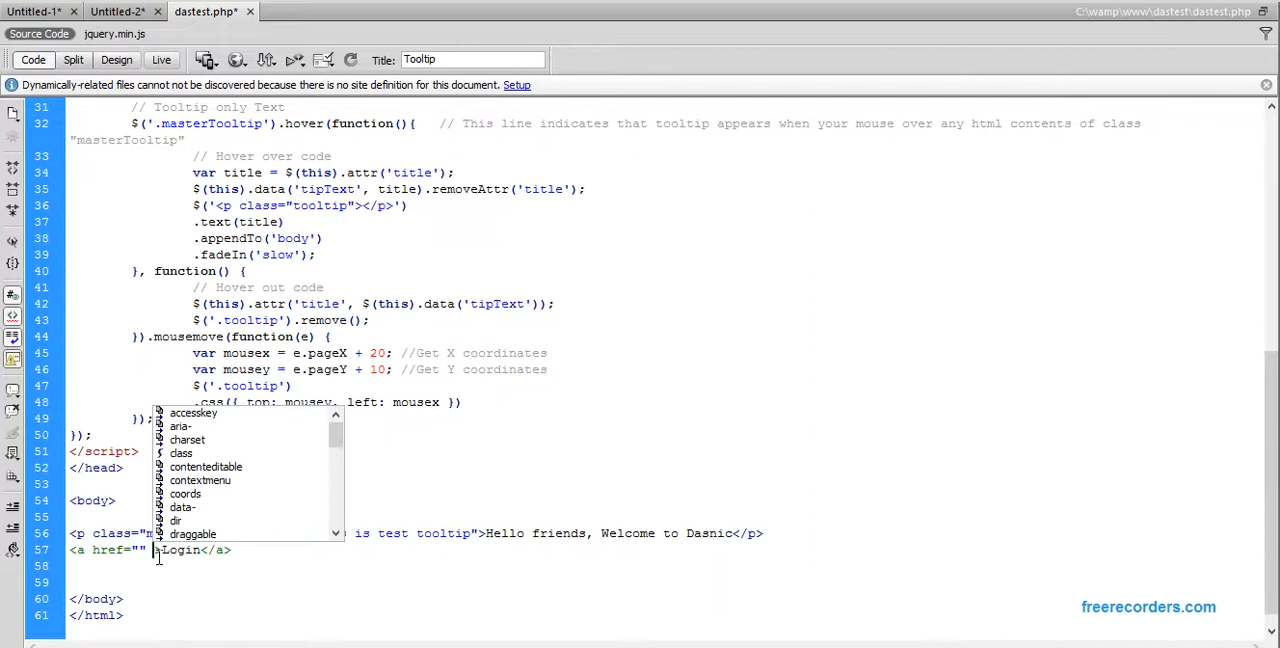 Untitled-1* × Untitled-2* × dastest.php* × C:\wamp\www\dastest\dastest.php
Source Code jquery.min.js
Code Split Design Live Title: Tooltip
Dynamically-related files cannot be discovered because there is no site definition for this document. Setup
31 // Tooltip only Text
32 $('.masterTooltip').hover(function(){ // This line indicates that tooltip appears when your mouse over any html contents of class
"masterTooltip"
33 // Hover over code
34 var title = $(this).attr('title');
35 $(this).data('tipText', title).removeAttr('title');
36 $('<p class="tooltip"></p>')
37 .text(title)
38 .appendTo('body')
39 .fadeIn('slow');
40 }, function() {
41 // Hover out code
42 $(this).attr('title', $(this).data('tipText'));
43 $('.tooltip').remove();
44 }).mousemove(function(e) {
45 var mousex = e.pageX + 20; //Get X coordinates
46 var mousey = e.pageY + 10; //Get Y coordinates
47 $('.tooltip')
48 .css({ top: mousey, left: mousex })
49 });
50 });
51 </script>
52 </head>
53
54 <body>
55
56 <p class="m is test tooltip">Hello friends, Welcome to Dasnic</p>
57 <a href="" >Login</a>
58
59
60 </body>
61 </html>
accesskey
aria-
charset
class
contenteditable
contextmenu
coords
data-
dir
draggable
freerecorders.com